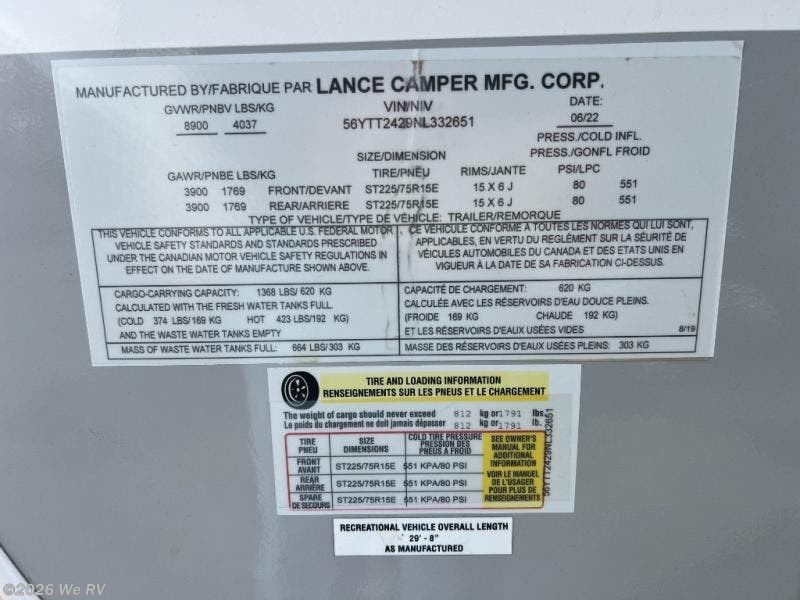 MANUFACTURED BY/FABRIQUE PAR LANCE CAMPER MFG. CORP.
GVWR/PNBV LBS/KG VIN/NIV DATE:
8900 4037 56YTT2429NL332651 06/22
PRESS./COLD INFL.
SIZE/DIMENSION PRESS./GONFL FROID
GAWR/PNBE LBS/KG TIRE/PNEU RIMS/JANTE PSI/LPC
3900 1769 FRONT/DEVANT ST225/75R15E 15 X 6 J 80 551
3900 1769 REAR/ARRIERE ST225/75R15E 15 X 6 J 80 551
TYPE OF VEHICLE/TYPE DE VÉHICULE: TRAILER/REMORQUE
THIS VEHICLE CONFORMS TO ALL APPLICABLE U.S. FEDERAL MOTOR
VEHICLE SAFETY STANDARDS AND STANDARDS PRESCRIBED
UNDER THE CANADIAN MOTOR VEHICLE SAFETY REGULATIONS IN
EFFECT ON THE DATE OF MANUFACTURE SHOWN ABOVE.
CE VÉHICULE CONFORME A TOUTES LES NORMES QUI LUI SONT,
APPLICABLES, EN VERTU DU REGLEMENT SUR LA SÉURITÉ DE
VÉICULES AUTOMOBILES DU CANADA ET DES ETATS UNIS EN
VIGUEUR À LA DATE DE SA FABRICATION CI-DESSUS.
CARGO-CARRYING CAPACITY: 1368 LBS/ 620 KG
CALCULATED WITH THE FRESH WATER TANKS FULL.
(COLD 374 LBS/169 KG HOT 423 LBS/192 KG)
AND THE WASTE WATER TANKS EMPTY
MASS OF WASTE WATER TANKS FULL: 664 LBS/303 KG
CAPACITÉ DE CHARGEMENT: 620 KG
CALCULÉE AVEC LES RÉSERVOIRS D'EAU DOUCE PLEINS.
(FROIDE 169 KG CHAUDE 192 KG)
ET LES RÉSERVOIRS D'EAUX USÉES VIDES 8/19
MASSE DES RÉSERVOIRS D'EAUX USÉES PLEINS: 303 KG
TIRE AND LOADING INFORMATION
RENSEIGNEMENTS SUR LES PNEUS ET LE CHARGEMENT
The weight of cargo should never exceed 812 kg or 1791 lbs.
Le poids du chargement ne doit jamais dépasser 812 kg or 1791 lb.
TIRE SIZE COLD TIRE PRESSURE
PNEU DIMENSIONS PRESSION DES
PNEUS A FROID
FRONT
AVANT ST225/75R15E 551 KPA/80 PSI
REAR
ARRIÈRE ST225/75R15E 551 KPA/80 PSI
SPARE
DE SECOURS ST225/75R15E 551 KPA/80 PSI
SEE OWNER'S
MANUAL FOR
ADDITIONAL
INFORMATION
VOIR LE MANUEL
DE L'USAGER
POUR PLUS DE
RENSEIGNEMENTS
56YTT2429NL332651
RECREATIONAL VEHICLE OVERALL LENGTH
29' - 8"
AS MANUFACTURED
©2026 We RV